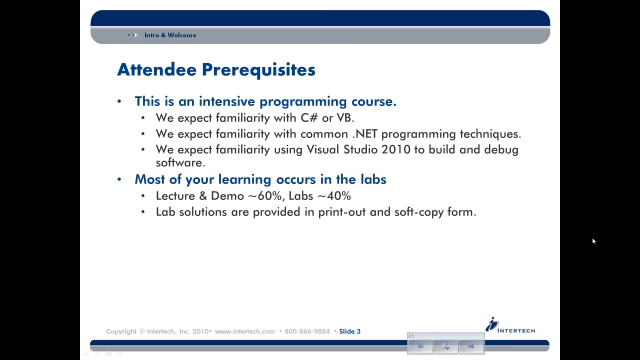 Intro & Welcome
Attendee Prerequisites
• This is an intensive programming course.
• We expect familiarity with C# or VB.
• We expect familiarity with common .NET programming techniques.
• We expect familiarity using Visual Studio 2010 to build and debug
software.
• Most of your learning occurs in the labs
• Lecture & Demo ~60%, Labs ~40%
• Lab solutions are provided in print-out and soft-copy form.
Copyright © Intertech, Inc. 2010• www.Intertech.com • 800-866-9884 • Slide 3
INTERTECH